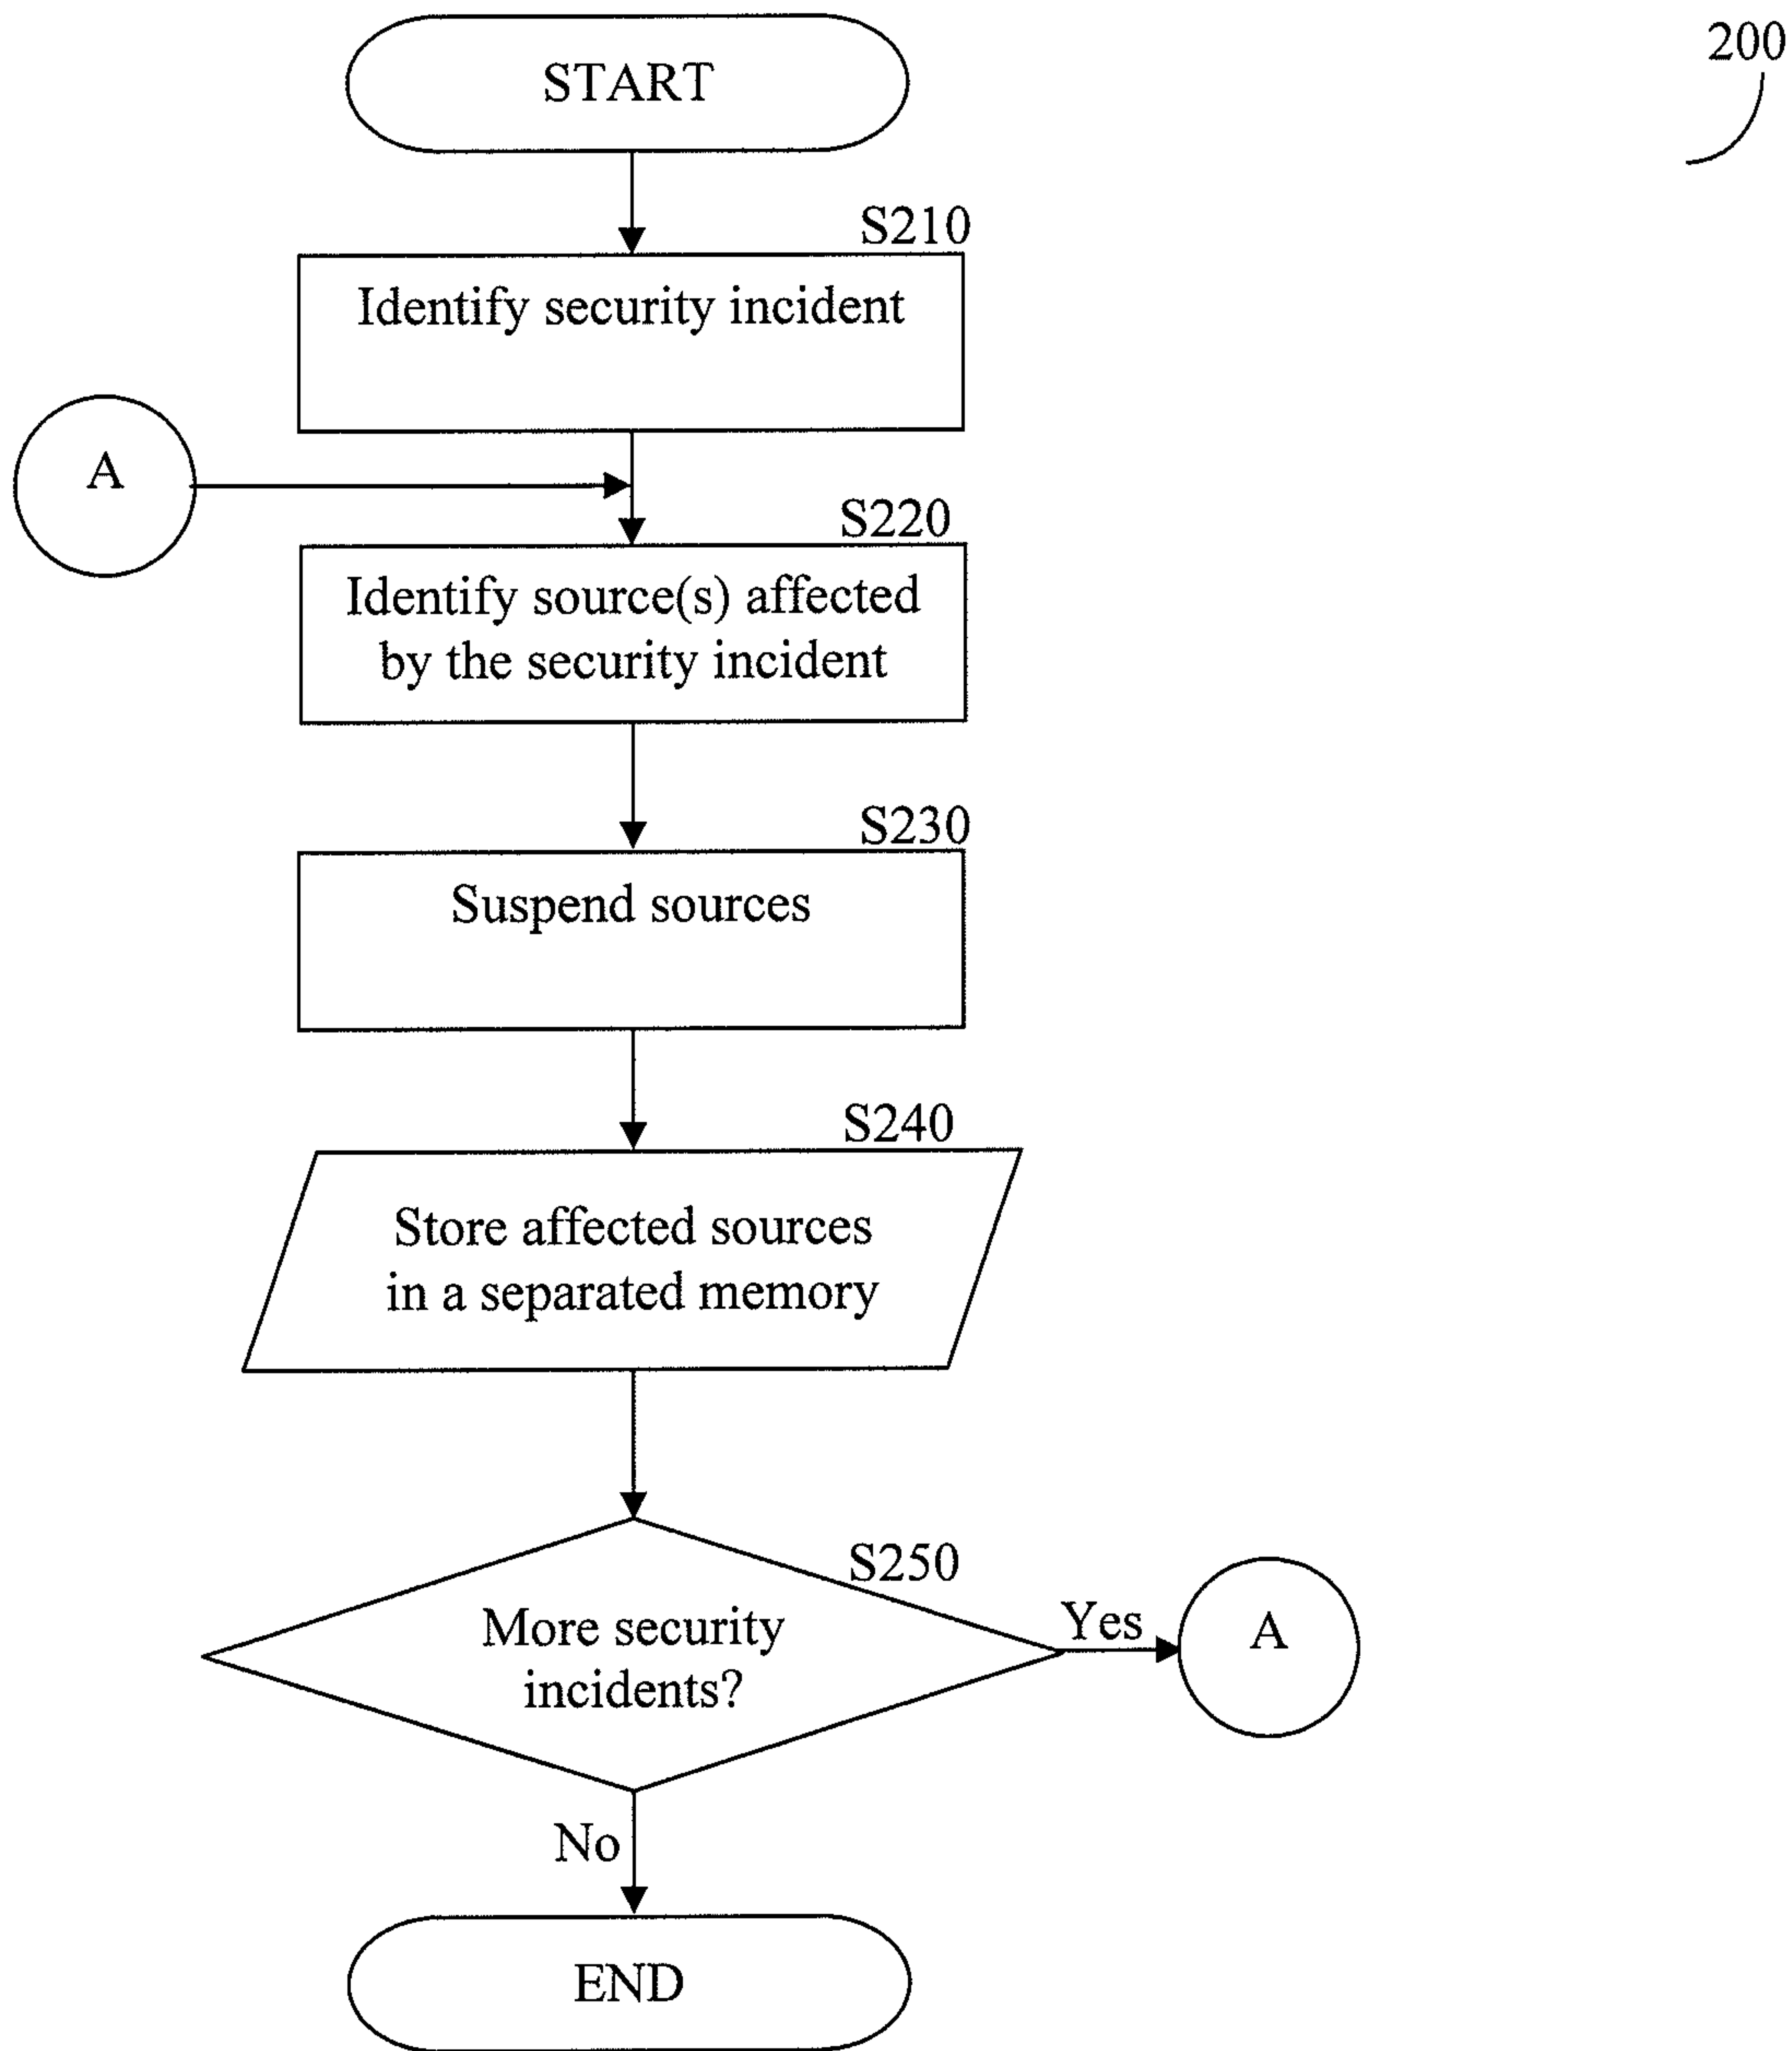 200
START
S210
Identify security incident
A
S220
Identify source(s) affected
by the security incident
S230
Suspend sources
S240
Store affected sources
in a separated memory
S250
More security
incidents?
Yes
A
No
END